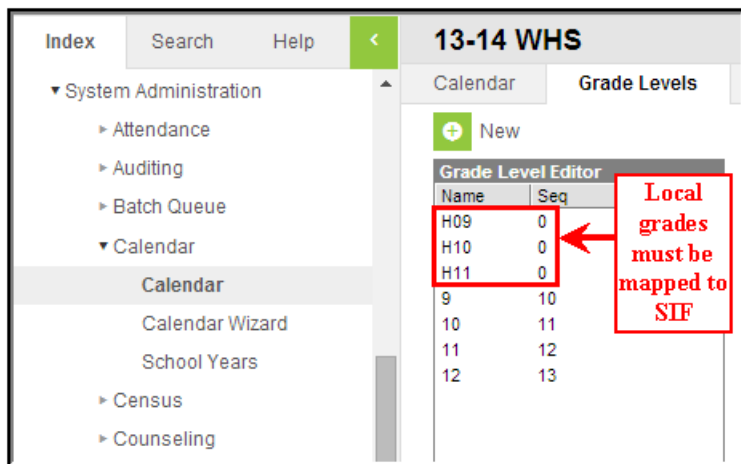 Index Search Help
System Administration
Attendance
Auditing
Batch Queue
Calendar
Calendar
Calendar Wizard
School Years
Census
Counseling
13-14 WHS
Calendar Grade Levels
New
Grade Level Editor
Name Seq
H09 0
H10 0
H11 0
9 10
10 11
11 12
12 13
Local
grades
must be
mapped to
SIF